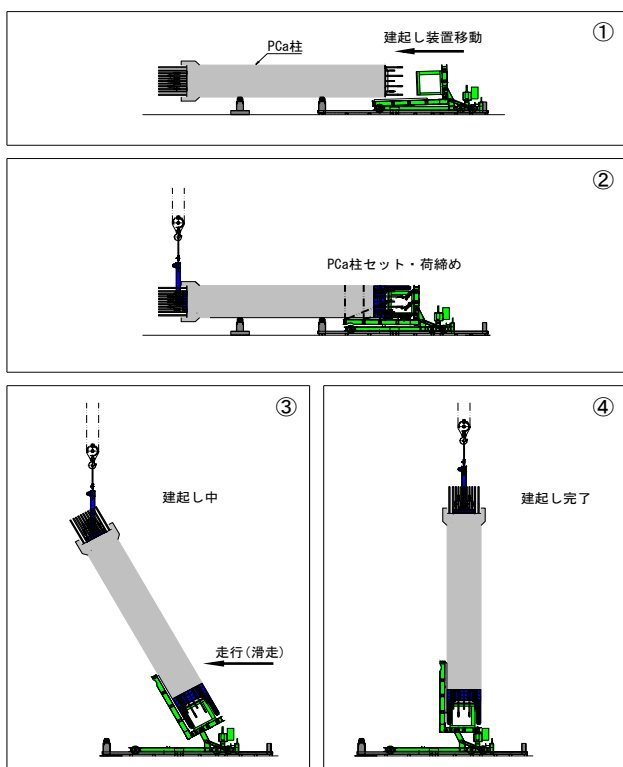 ①
PCa柱
建起し装置移動
②
PCa柱セット・荷締め
③
建起し中
走行(滑走)
④
建起し完了